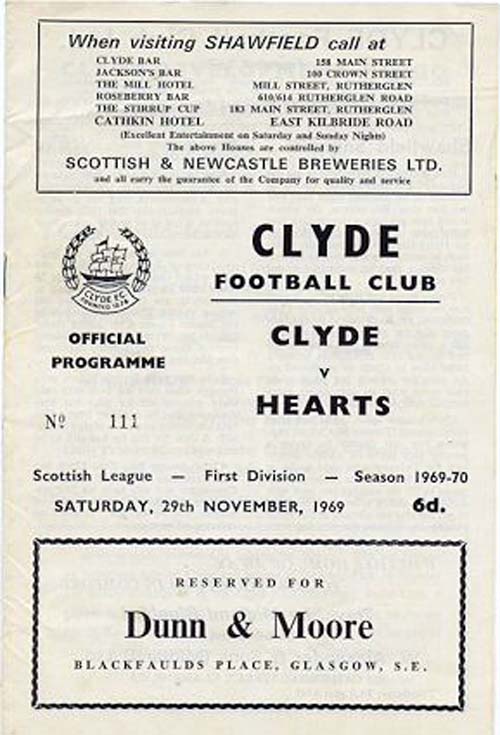 When visiting SHAWFIELD call at
CLYDE BAR 158 MAIN STREET
JACKSON'S BAR 100 CROWN STREET
THE MILL HOTEL MILL STREET, RUTHERGLEN
ROSEBERRY BAR 610/614 RUTHERGLEN ROAD
THE STIRRUP CUP 183 MAIN STREET, RUTHERGLEN
CATHKIN HOTEL EAST KILBRIDE ROAD
(Excellent Entertainment on Saturday and Sunday Nights)
The above Houses are controlled by
SCOTTISH & NEWCASTLE BREWERIES LTD.
and all carry the guarantee of the Company for quality and service
CLYDE
FOOTBALL CLUB
CLYDE F.C.
FOUNDED 1878
OFFICIAL
PROGRAMME
Nº 111
CLYDE
v
HEARTS
Scottish League — First Division — Season 1969-70
SATURDAY, 29th NOVEMBER, 1969 6d.
RESERVED FOR
Dunn & Moore
BLACKFAULDS PLACE, GLASGOW, S.E.